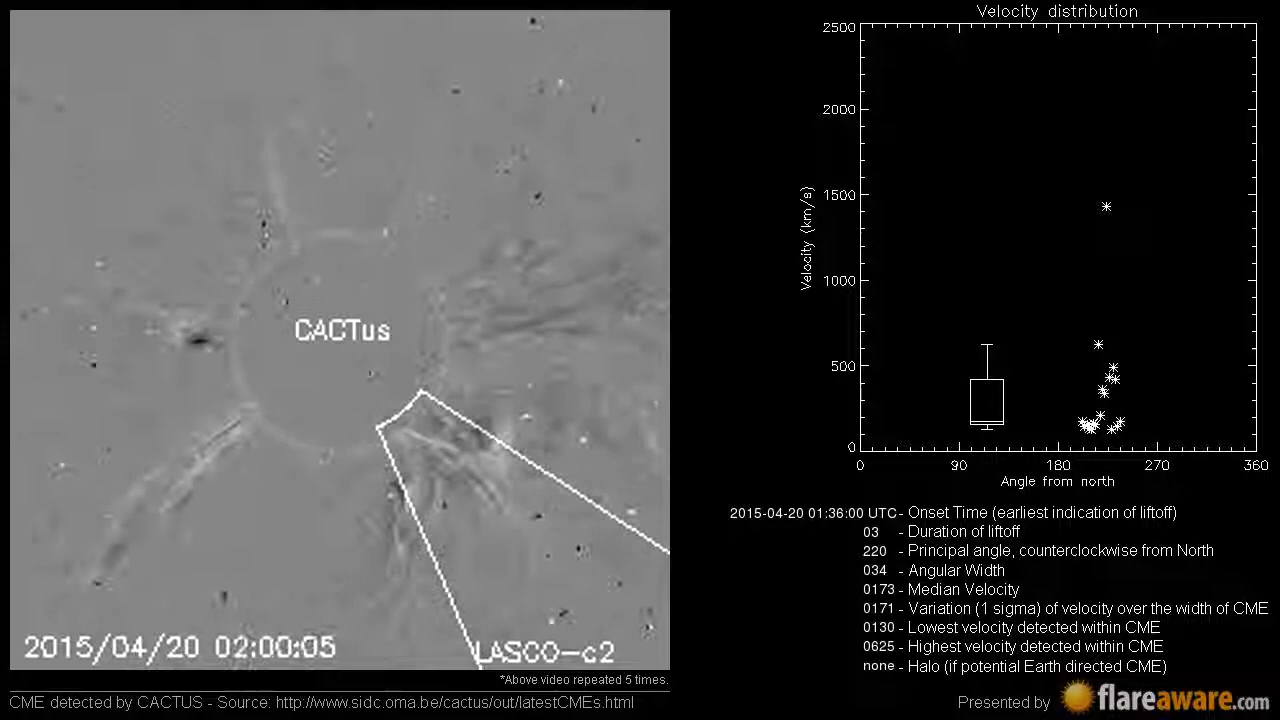 CACTus
2015/04/20 02:00:05
LASCO-c2
*Above video repeated 5 times.
CME detected by CACTUS - Source: http://www.sidc.oma.be/cactus/out/latestCMEs.html
Velocity distribution
2500
2000
1500
1000
500
0
Velocity (km/s)
0 90 180 270 360
Angle from north
2015-04-20 01:36:00 UTC - Onset Time (earliest indication of liftoff)
03 - Duration of liftoff
220 - Principal angle, counterclockwise from North
034 - Angular Width
0173 - Median Velocity
0171 - Variation (1 sigma) of velocity over the width of CME
0130 - Lowest velocity detected within CME
0625 - Highest velocity detected within CME
none - Halo (if potential Earth directed CME)
Presented by flareaware.com